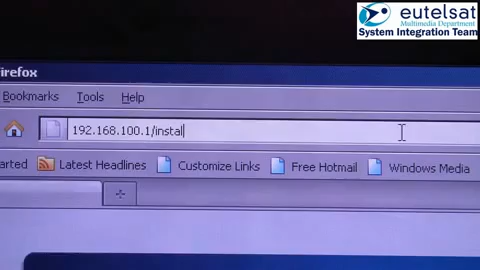 eutelsat
Multimedia Department
System Integration Team
irefox
Bookmarks Tools Help
192.168.100.1/instal
arted Latest Headlines Customize Links Free Hotmail Windows Media